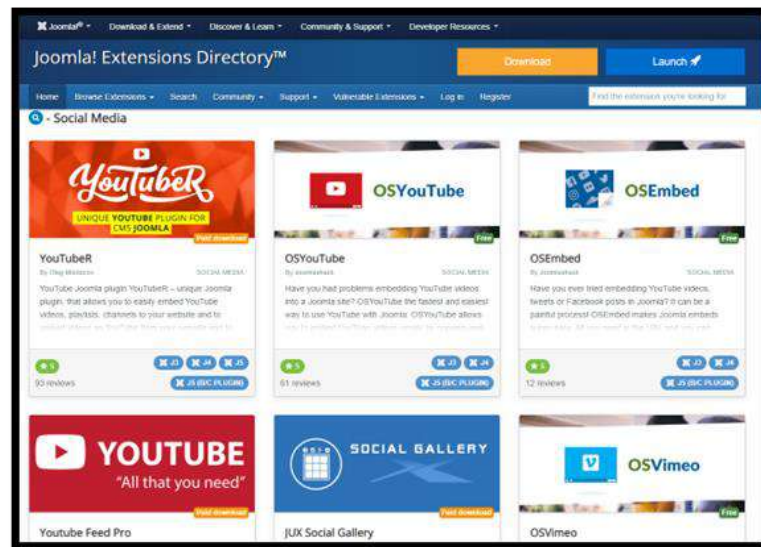 Joomla!® Download & Extend Discover & Learn Community & Support Developer Resources
Joomla! Extensions Directory™
Download
Launch
Home Browse Extensions Search Community Support Vulnerable Extensions Log in Register
Find the extension you're looking for
- Social Media
YouTubeR
UNIQUE YOUTUBE PLUGIN FOR
CMS JOOMLA
Paid download
YouTubeR
By Oleg
SOCIAL MEDIA
YouTube Joomla plugin YouTubeR – unique Joomla
plugin, that allows you to easily embed YouTube
videos, playlists, channels to your website and to
5
J3 J4 J5
93 reviews
J5 (B/C PLUGIN)
OSYouTube
Free
OSYouTube
By Joomlashack
SOCIAL MEDIA
Have you had problems embedding YouTube videos
into a Joomla site? OSYouTube the fastest and easiest
way to use YouTube with Joomla. OSYouTube allows
5
J3 J4
61 reviews
J5 (B/C PLUGIN)
OSEmbed
Free
OSEmbed
By Joomlashack
SOCIAL MEDIA
Have you ever tried embedding YouTube videos,
tweets or Facebook posts in Joomla? It can be a
painful process! OSEmbed makes Joomla embeds
5
J3 J4
12 reviews
J5 (B/C PLUGIN)
YOUTUBE
"All that you need"
Paid download
Youtube Feed Pro
SOCIAL GALLERY
Paid download
JUX Social Gallery
OSVimeo
Free
OSVimeo